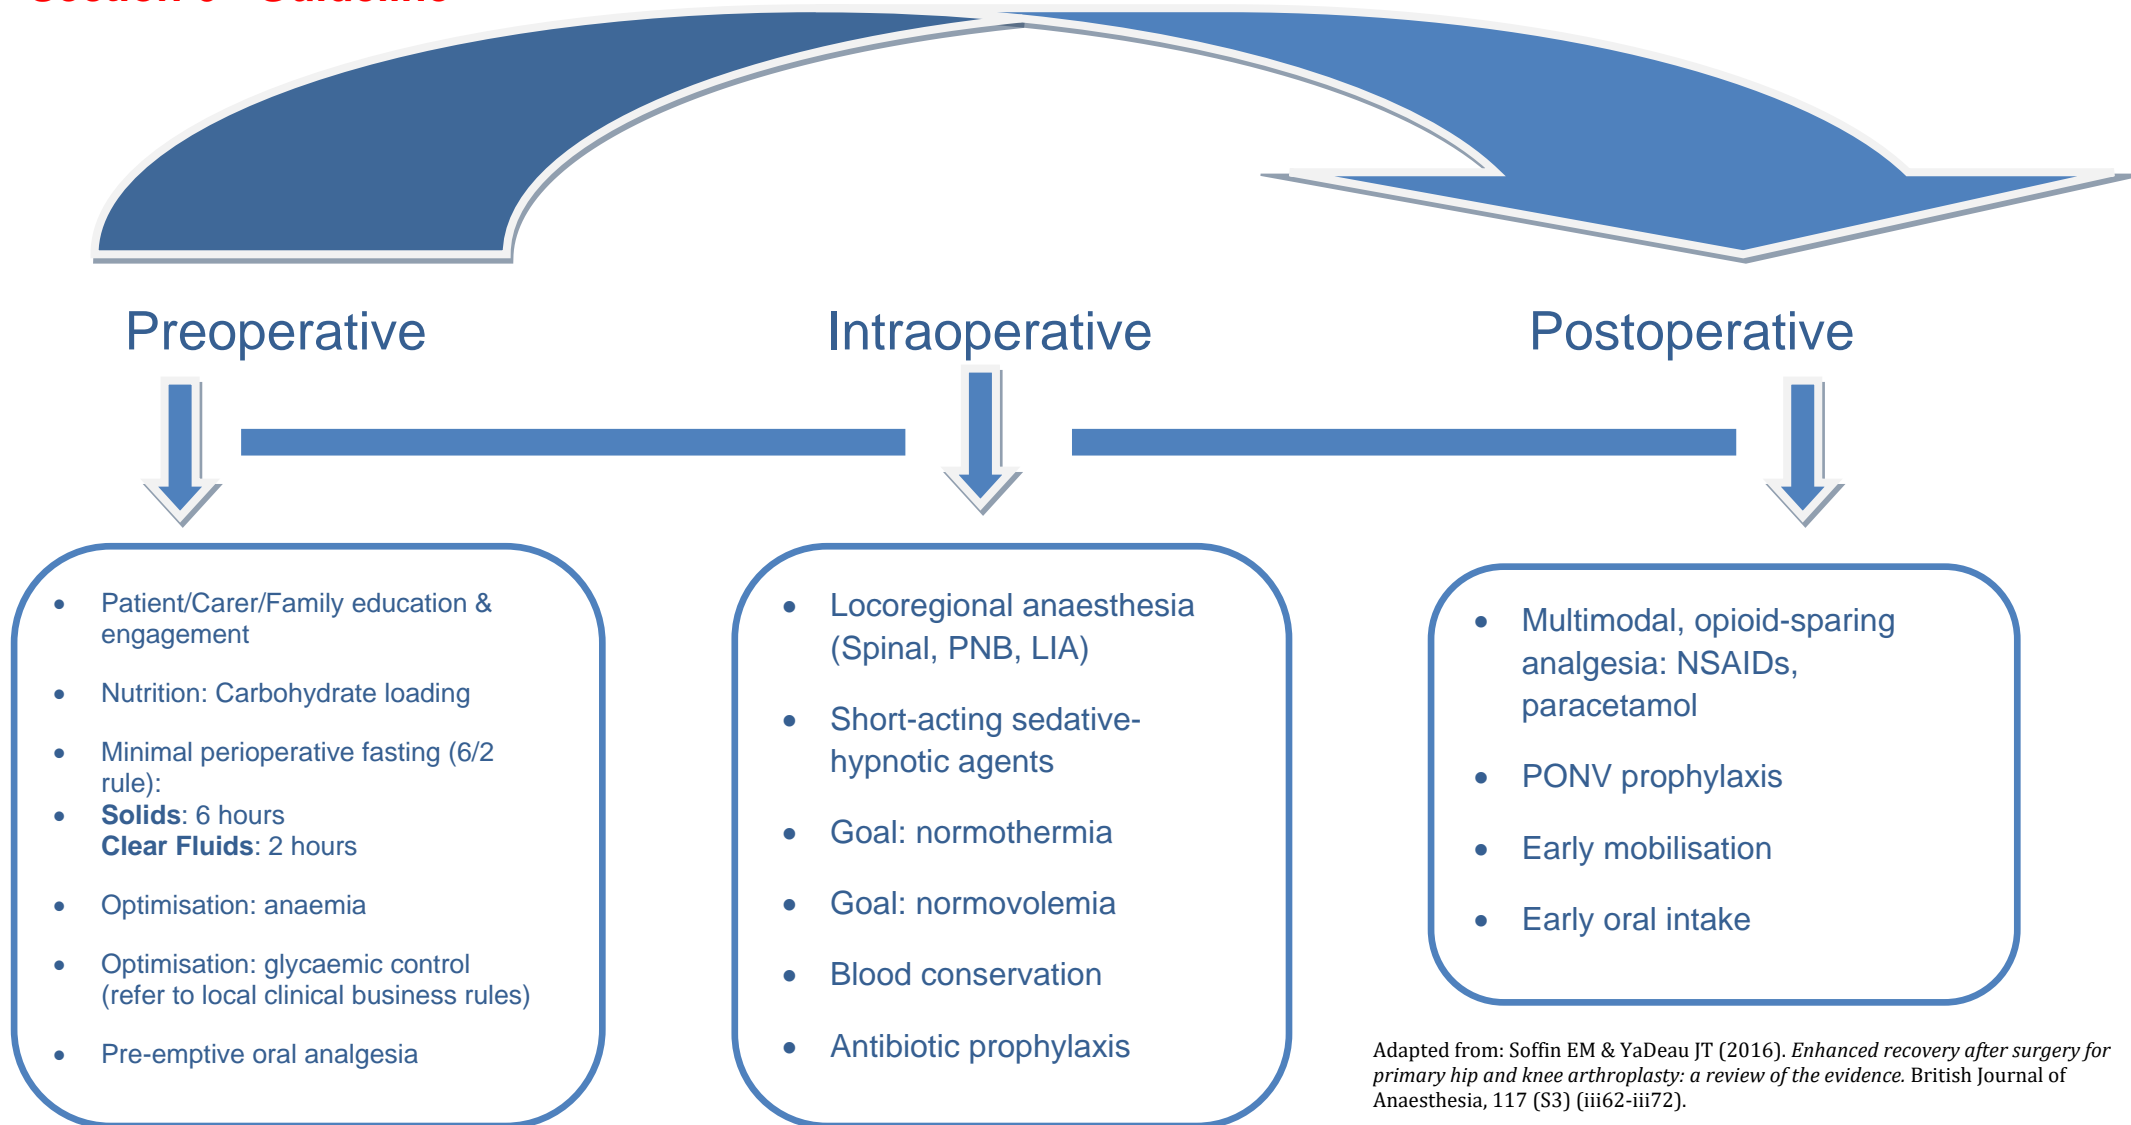 Preoperative
Intraoperative
Postoperative
• Patient/Carer/Family education &
engagement
• Nutrition: Carbohydrate loading
• Minimal perioperative fasting (6/2
rule):
• Solids: 6 hours
Clear Fluids: 2 hours
• Optimisation: anaemia
• Optimisation: glycaemic control
(refer to local clinical business rules)
• Pre-emptive oral analgesia
• Locoregional anaesthesia
(Spinal, PNB, LIA)
• Short-acting sedative-
hypnotic agents
• Goal: normothermia
• Goal: normovolemia
• Blood conservation
• Antibiotic prophylaxis
• Multimodal, opioid-sparing
analgesia: NSAIDs,
paracetamol
• PONV prophylaxis
• Early mobilisation
• Early oral intake
Adapted from: Soffin EM & YaDeau JT (2016). Enhanced recovery after surgery for
primary hip and knee arthroplasty: a review of the evidence. British Journal of
Anaesthesia, 117 (S3) (iii62-iii72).